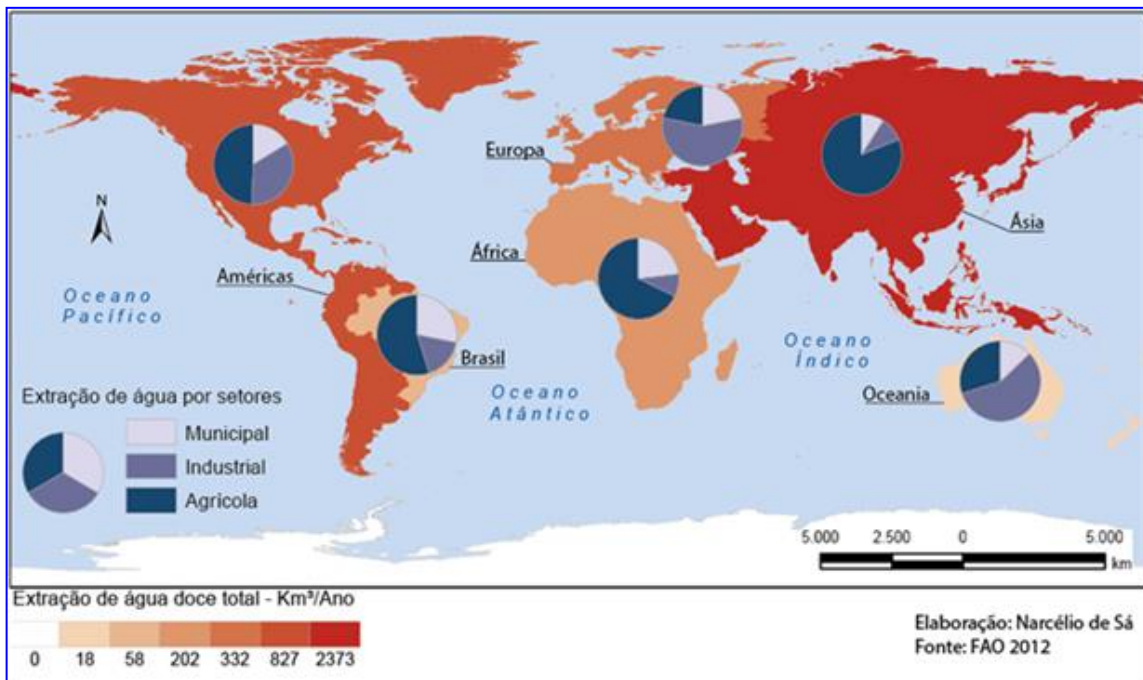 Europa
N
Ásia
África
Américas
Oceano
Pacífico
Oceano
Índico
Brasil
Oceano
Atlântico
Oceania
Extração de água por setores
Municipal
Industrial
Agrícola
5.000 2.500 0 5.000
km
Extração de água doce total - Km³/Ano
0 18 58 202 332 827 2373
Elaboração: Narcélio de Sá
Fonte: FAO 2012